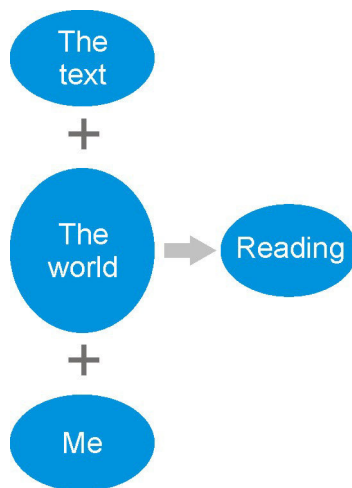 The
text
+
The
world
Reading
+
Me